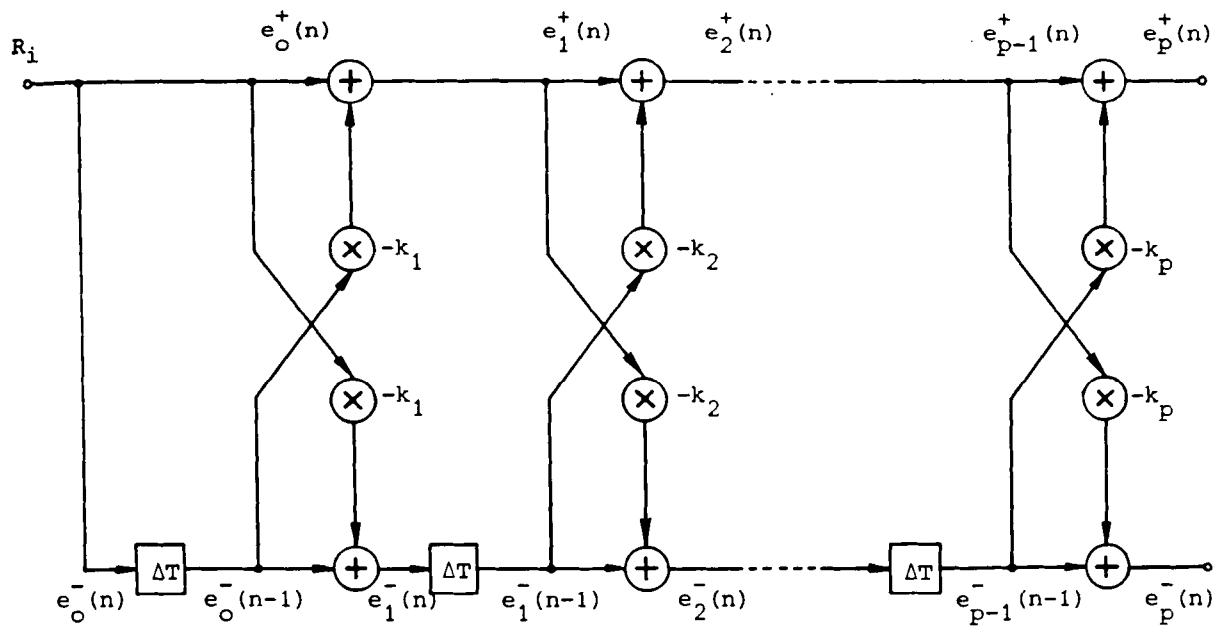 R_i
e_o^+(n)
e_1^+(n)
e_2^+(n)
e_{p-1}^+(n)
e_p^+(n)
+
+
+
×
-k_1
×
-k_2
×
-k_p
×
-k_1
×
-k_2
×
-k_p
ΔT
+
ΔT
+
ΔT
+
e_o^-(n)
e_o^-(n-1)
e_1^-(n)
e_1^-(n-1)
e_2^-(n)
e_{p-1}^-(n-1)
e_p^-(n)